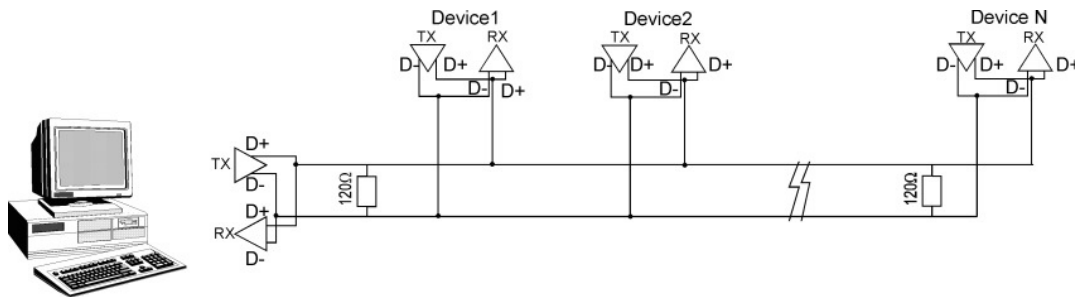 Device1
Device2
Device N
TX
RX
TX
RX
TX
RX
D-
D+
D-
D+
D+
D-
D+
D-
D+
D-
D+
D-
D+
TX
D+
D-
D+
RX
D-
120Ω
120Ω